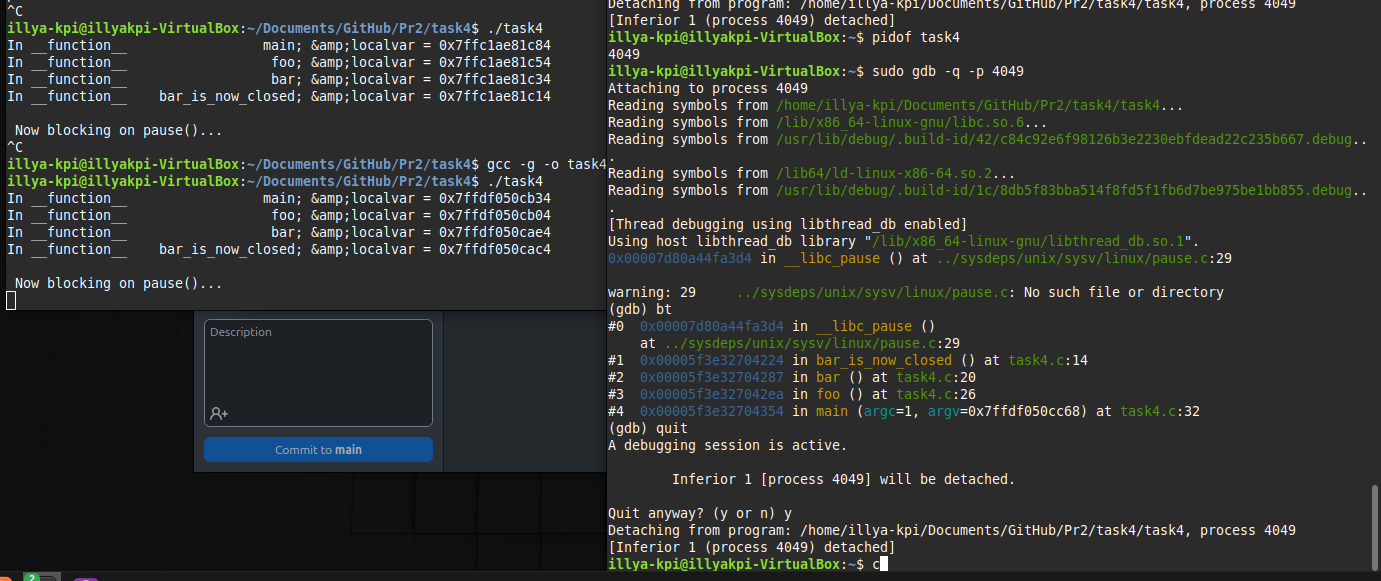 ^C
illya-kpi@illyakpi-VirtualBox:~/Documents/GitHub/Pr2/task4$ ./task4
In __function__                 main; &amp;localvar = 0x7ffc1ae81c84
In __function__                  foo; &amp;localvar = 0x7ffc1ae81c54
In __function__                  bar; &amp;localvar = 0x7ffc1ae81c34
In __function__    bar_is_now_closed; &amp;localvar = 0x7ffc1ae81c14
 Now blocking on pause()...
^C
illya-kpi@illyakpi-VirtualBox:~/Documents/GitHub/Pr2/task4$ gcc -g -o task4
illya-kpi@illyakpi-VirtualBox:~/Documents/GitHub/Pr2/task4$ ./task4
In __function__                 main; &amp;localvar = 0x7ffdf050cb34
In __function__                  foo; &amp;localvar = 0x7ffdf050cb04
In __function__                  bar; &amp;localvar = 0x7ffdf050cae4
In __function__    bar_is_now_closed; &amp;localvar = 0x7ffdf050cac4
 Now blocking on pause()...
Description
Commit to main
Detaching from program: /home/illya-kpi/Documents/GitHub/Pr2/task4/task4, process 4049
[Inferior 1 (process 4049) detached]
illya-kpi@illyakpi-VirtualBox:~$ pidof task4
4049
illya-kpi@illyakpi-VirtualBox:~$ sudo gdb -q -p 4049
Attaching to process 4049
Reading symbols from /home/illya-kpi/Documents/GitHub/Pr2/task4/task4...
Reading symbols from /lib/x86_64-linux-gnu/libc.so.6...
Reading symbols from /usr/lib/debug/.build-id/42/c84c92e6f98126b3e2230ebfdead22c235b667.debug..
.
Reading symbols from /lib64/ld-linux-x86-64.so.2...
Reading symbols from /usr/lib/debug/.build-id/1c/8db5f83bba514f8fd5f1fb6d7be975be1bb855.debug..
.
[Thread debugging using libthread_db enabled]
Using host libthread_db library "/lib/x86_64-linux-gnu/libthread_db.so.1".
0x00007d80a44fa3d4 in __libc_pause () at ../sysdeps/unix/sysv/linux/pause.c:29
warning: 29     ../sysdeps/unix/sysv/linux/pause.c: No such file or directory
(gdb) bt
#0  0x00007d80a44fa3d4 in __libc_pause ()
    at ../sysdeps/unix/sysv/linux/pause.c:29
#1  0x00005f3e32704224 in bar_is_now_closed () at task4.c:14
#2  0x00005f3e32704287 in bar () at task4.c:20
#3  0x00005f3e327042ea in foo () at task4.c:26
#4  0x00005f3e32704354 in main (argc=1, argv=0x7ffdf050cc68) at task4.c:32
(gdb) quit
A debugging session is active.
        Inferior 1 [process 4049] will be detached.
Quit anyway? (y or n) y
Detaching from program: /home/illya-kpi/Documents/GitHub/Pr2/task4/task4, process 4049
[Inferior 1 (process 4049) detached]
illya-kpi@illyakpi-VirtualBox:~$ c
2